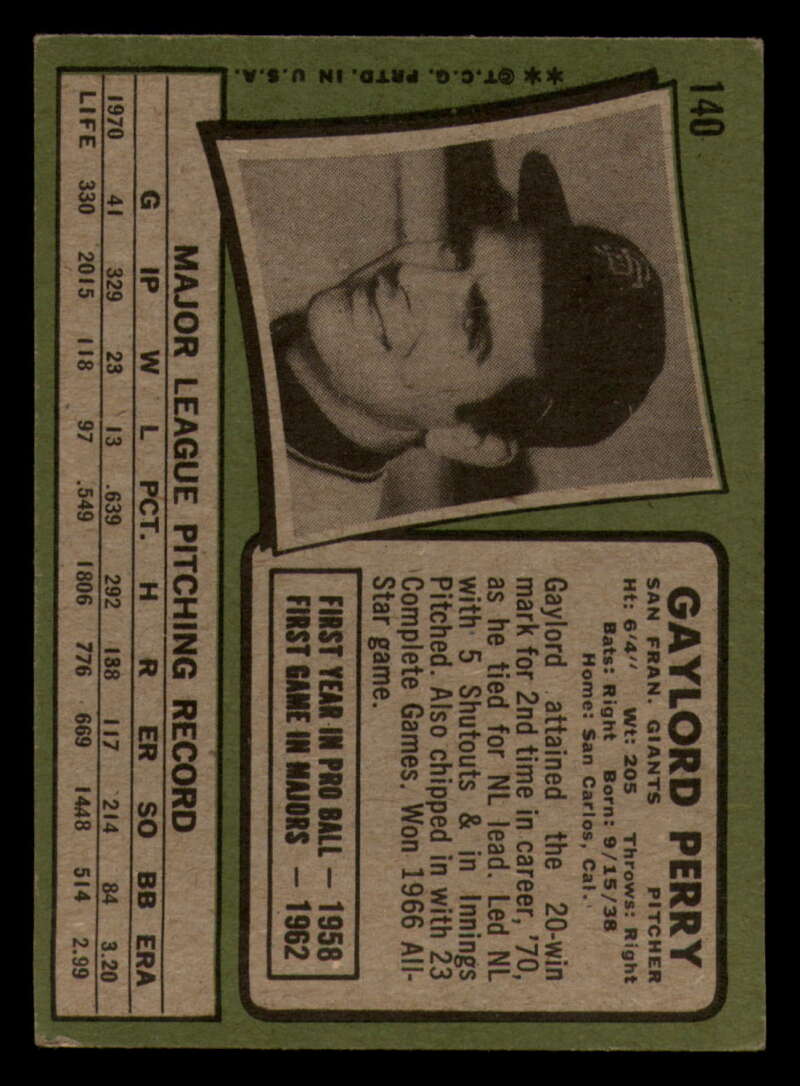 140
**©T.C.G. PRTD. IN U.S.A.
SF
GAYLORD PERRY
SAN FRAN. GIANTS PITCHER
Ht: 6'4" Wt: 205 Throws: Right
Bats: Right Born: 9/15/38
Home: San Carlos, Cal.
Gaylord attained the 20-win
mark for 2nd time in career, '70,
as he tied for NL lead. Led NL
with 5 Shutouts & in Innings
Pitched. Also chipped in with 23
Complete Games. Won 1966 All-
Star game.
FIRST YEAR IN PRO BALL — 1958
FIRST GAME IN MAJORS — 1962
MAJOR LEAGUE PITCHING RECORD
G IP W L PCT. H R ER SO BB ERA
1970 41 329 23 13 .639 292 138 117 214 84 3.20
LIFE 330 2015 118 97 .549 1806 776 669 1448 514 2.99